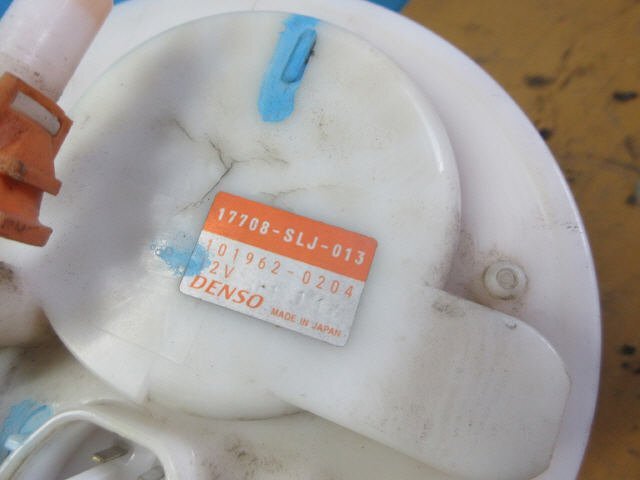 17708-SLJ-013
101962-0204
2V
DENSO MADE IN JAPAN